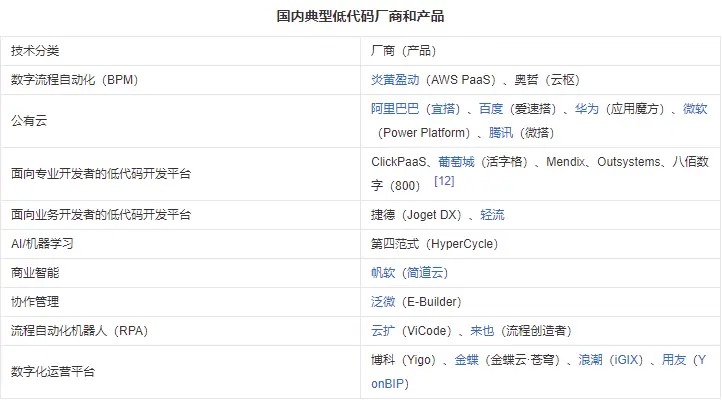 国内典型低代码厂商和产品
技术分类
厂商（产品）
数字流程自动化（BPM）
炎黄盈动（AWS PaaS）、奥哲（云枢）
公有云
阿里巴巴（宜搭）、百度（爱速搭）、华为（应用魔方）、微软
（Power Platform）、腾讯（微搭）
面向专业开发者的低代码开发平台
ClickPaaS、葡萄城（活字格）、Mendix、Outsystems、八佰数
字（800） [12]
面向业务开发者的低代码开发平台
捷德（Joget DX）、轻流
AI/机器学习
第四范式（HyperCycle）
商业智能
帆软（简道云）
协作管理
泛微（E-Builder）
流程自动化机器人（RPA）
云扩（ViCode）、来也（流程创造者）
数字化运营平台
博科（Yigo）、金蝶（金蝶云·苍穹）、浪潮（iGIX）、用友（Y
onBIP）